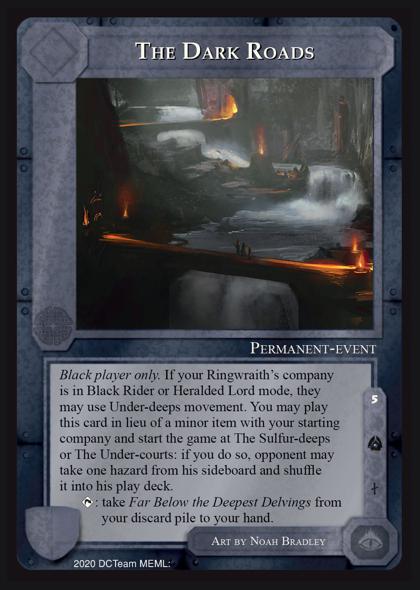 The Dark Roads
Permanent-event
Black player only. If your Ringwraith's company
is in Black Rider or Heralded Lord mode, they
may use Under-deeps movement. You may play
this card in lieu of a minor item with your starting
company and start the game at The Sulfur-deeps
or The Under-courts: if you do so, opponent may
take one hazard from his sideboard and shuffle
it into his play deck.
: take Far Below the Deepest Delvings from
your discard pile to your hand.
5
Art by Noah Bradley
2020 DCTeam MEML: